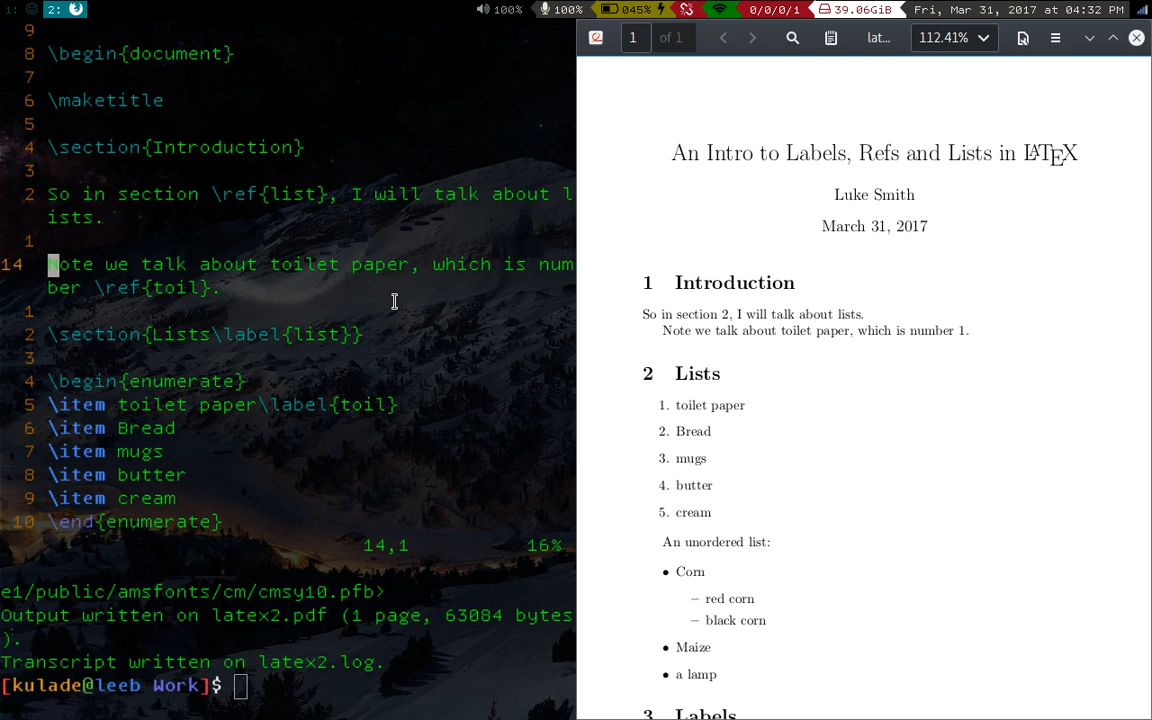 1: ☺ 2:
100% 100% 045% 0/0/0/1 39.06GiB Fri, Mar 31, 2017 at 04:32 PM
9
8 \begin{document}
7
6 \maketitle
5
4 \section{Introduction}
3
2 So in section \ref{list}, I will talk about l
ists.
1
14 Note we talk about toilet paper, which is num
ber \ref{toil}.
1
2 \section{Lists\label{list}}
3
4 \begin{enumerate}
5 \item toilet paper\label{toil}
6 \item Bread
7 \item mugs
8 \item butter
9 \item cream
10 \end{enumerate}
14,1 16%
e1/public/amsfonts/cm/cmsy10.pfb>
Output written on latex2.pdf (1 page, 63084 bytes
).
Transcript written on latex2.log.
[kulade@leeb Work]$
1 of 1 lat... 112.41%
An Intro to Labels, Refs and Lists in LATEX
Luke Smith
March 31, 2017
1 Introduction
So in section 2, I will talk about lists.
Note we talk about toilet paper, which is number 1.
2 Lists
1. toilet paper
2. Bread
3. mugs
4. butter
5. cream
An unordered list:
• Corn
– red corn
– black corn
• Maize
• a lamp
3 Labels